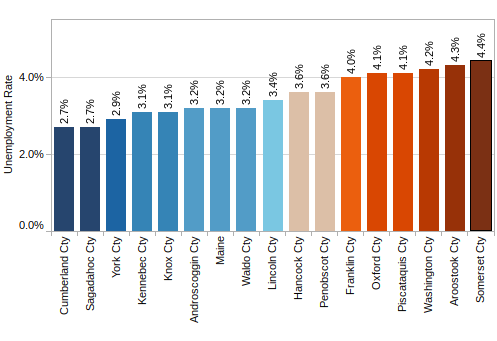 Unemployment Rate
4.0%
2.0%
0.0%
2.7%
2.7%
2.9%
3.1%
3.1%
3.2%
3.2%
3.2%
3.4%
3.6%
3.6%
4.0%
4.1%
4.1%
4.2%
4.3%
4.4%
Cumberland Cty
Sagadahoc Cty
York Cty
Kennebec Cty
Knox Cty
Androscoggin Cty
Maine
Waldo Cty
Lincoln Cty
Hancock Cty
Penobscot Cty
Franklin Cty
Oxford Cty
Piscataquis Cty
Washington Cty
Aroostook Cty
Somerset Cty